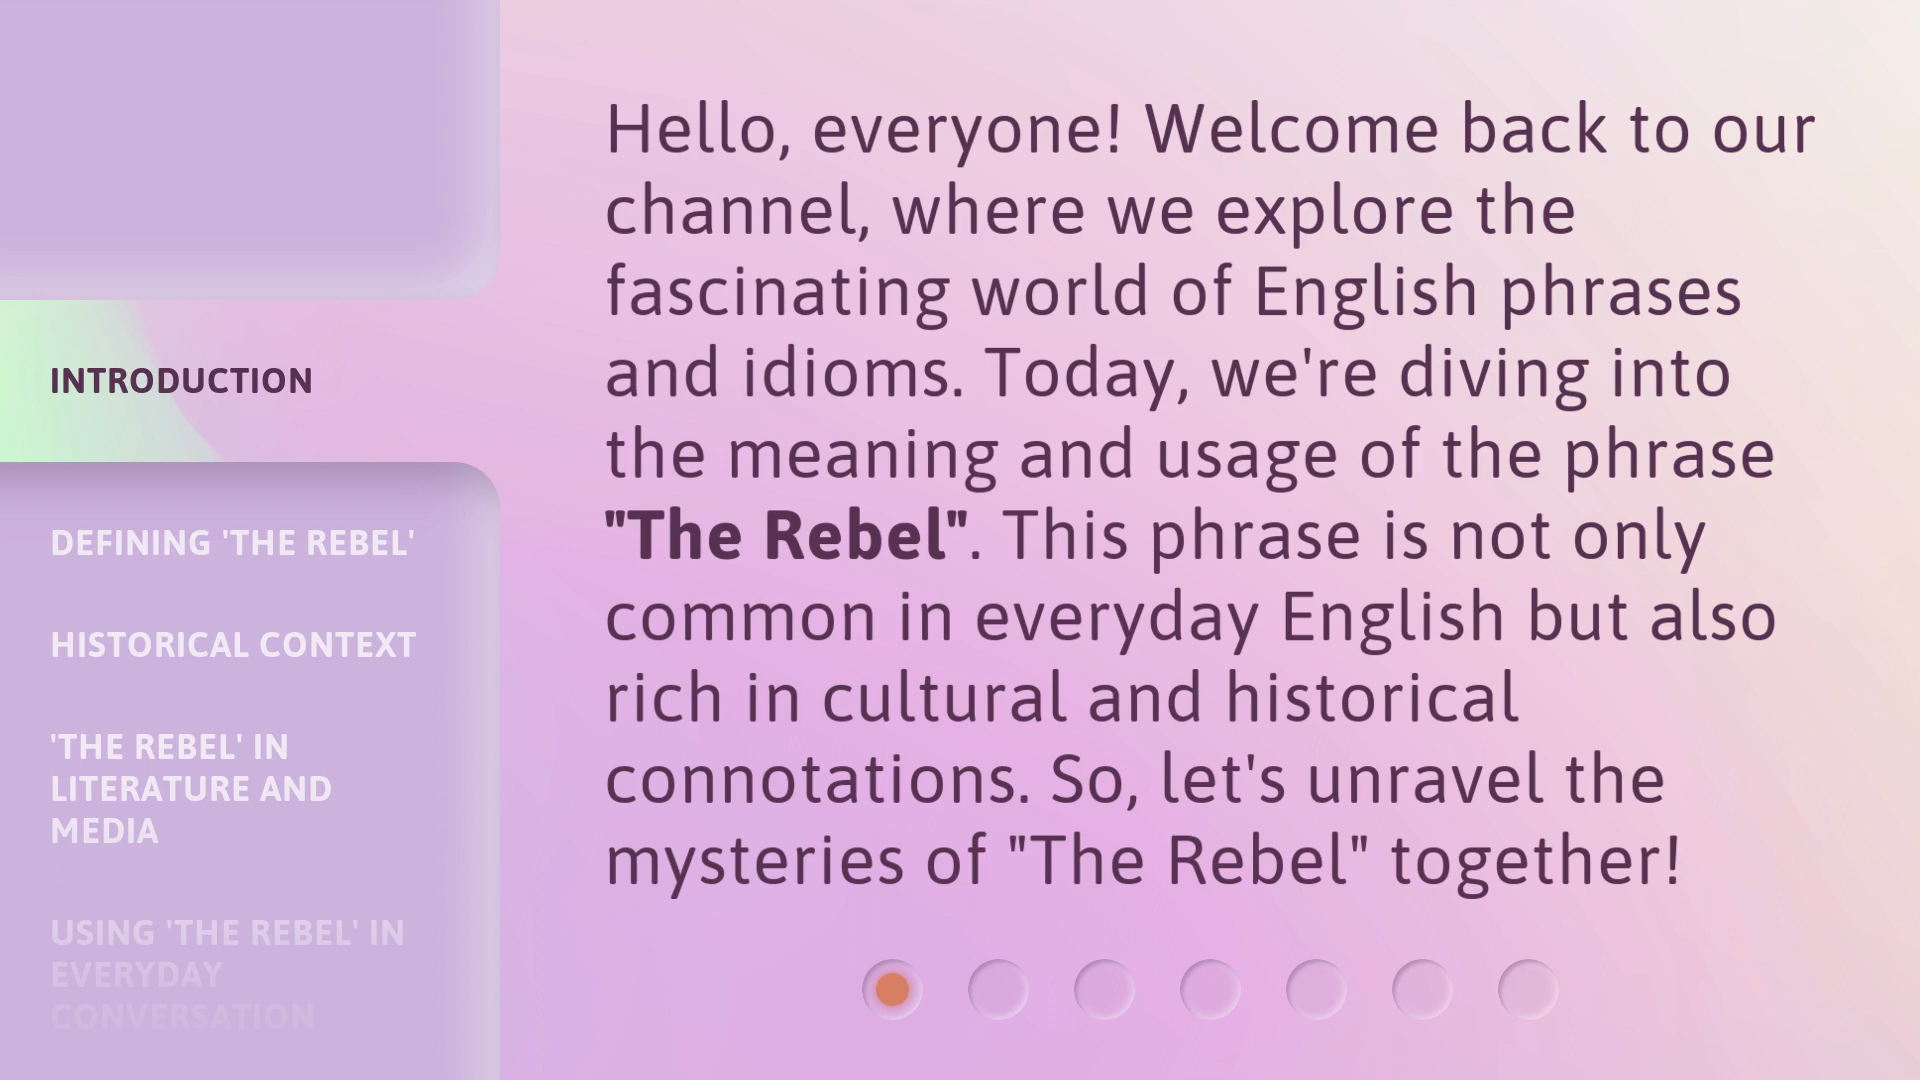 INTRODUCTION
DEFINING 'THE REBEL'
HISTORICAL CONTEXT
'THE REBEL' IN
LITERATURE AND
MEDIA
USING 'THE REBEL' IN
EVERYDAY
CONVERSATION
Hello, everyone! Welcome back to our
channel, where we explore the
fascinating world of English phrases
and idioms. Today, we're diving into
the meaning and usage of the phrase
"The Rebel". This phrase is not only
common in everyday English but also
rich in cultural and historical
connotations. So, let's unravel the
mysteries of "The Rebel" together!